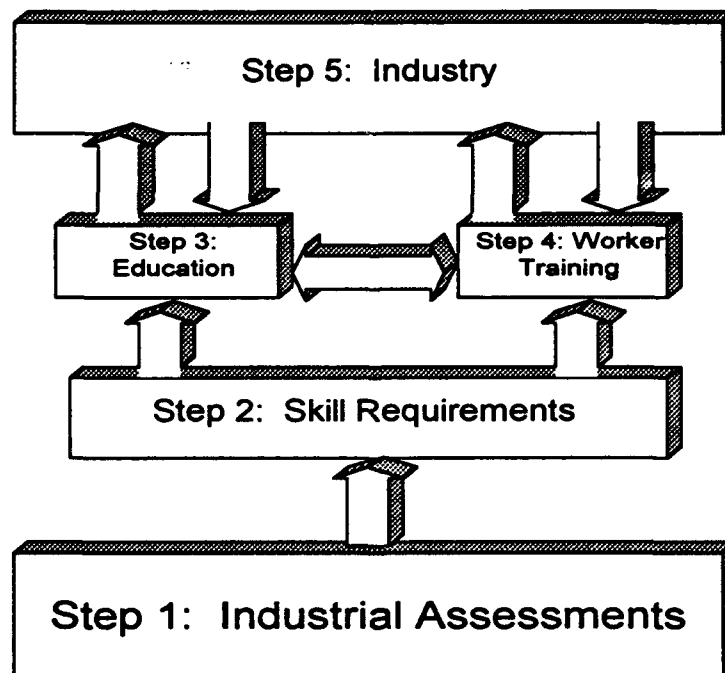 Step 5: Industry
Step 3:
Education
Step 4: Worker
Training
Step 2: Skill Requirements
Step 1: Industrial Assessments